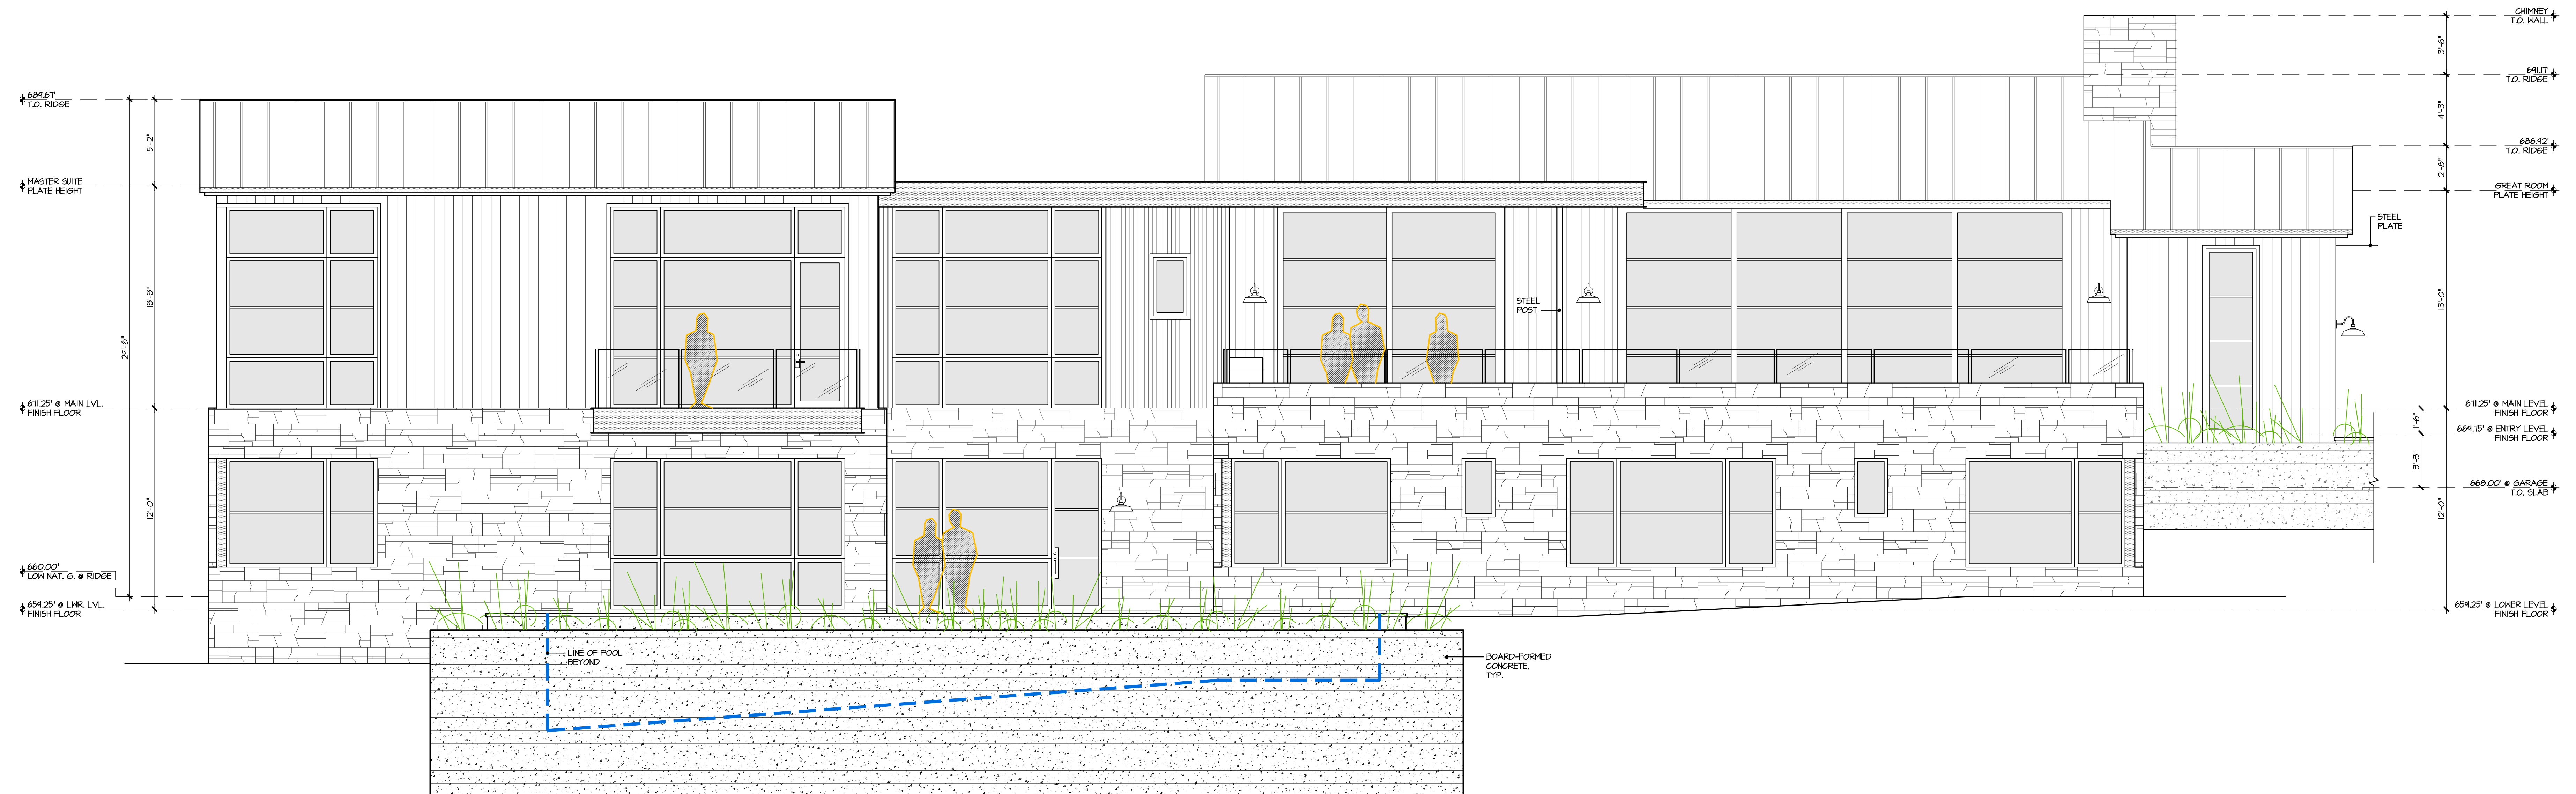 CHIMNEY
T.O. WALL
3'-6"
691.17'
T.O. RIDGE
689.67'
T.O. RIDGE
4'-3"
5'-2"
686.92'
T.O. RIDGE
2'-8"
MASTER SUITE
PLATE HEIGHT
GREAT ROOM
PLATE HEIGHT
STEEL
PLATE
13'-3"
13'-0"
STEEL
POST
29'-8"
671.25' @ MAIN LVL.
FINISH FLOOR
671.25' @ MAIN LEVEL
FINISH FLOOR
1'-6"
669.75' @ ENTRY LEVEL
FINISH FLOOR
3'-3"
668.00' @ GARAGE
T.O. SLAB
12'-0"
12'-0"
660.00'
LOW NAT. G. @ RIDGE
659.25' @ LWR. LVL.
FINISH FLOOR
659.25' @ LOWER LEVEL
FINISH FLOOR
LINE OF POOL
BEYOND
BOARD-FORMED
CONCRETE,
TYP.